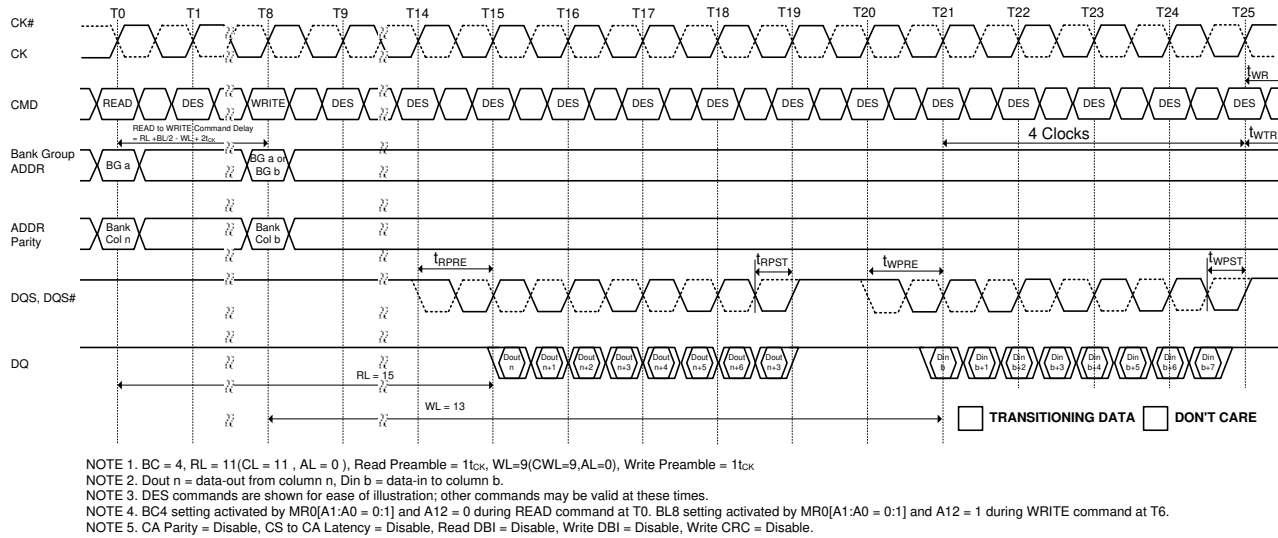 T0 T1 T8 T9 T14 T15 T16 T17 T18 T19 T20 T21 T22 T23 T24 T25
CK#
CK
tWR
CMD READ DES WRITE DES DES DES DES DES DES DES DES DES DES DES DES DES
READ to WRITE Command Delay
= RL +BL/2 - WL + 2tCK
4 Clocks
tWTR
Bank Group
ADDR
BG a
BG a or
BG b
ADDR
Parity
Bank
Col n
Bank
Col b
tRPRE tRPST tWPRE tWPST
DQS, DQS#
DQ
Dout
n
Dout
n+1
Dout
n+2
Dout
n+3
Dout
n+4
Dout
n+5
Dout
n+6
Dout
n+3
Din
b
Din
b+1
Din
b+2
Din
b+3
Din
b+4
Din
b+5
Din
b+6
Din
b+7
RL = 15
WL = 13
TRANSITIONING DATA DON'T CARE
NOTE 1. BC = 4, RL = 11(CL = 11 , AL = 0 ), Read Preamble = 1tCK, WL=9(CWL=9,AL=0), Write Preamble = 1tCK
NOTE 2. Dout n = data-out from column n, Din b = data-in to column b.
NOTE 3. DES commands are shown for ease of illustration; other commands may be valid at these times.
NOTE 4. BC4 setting activated by MR0[A1:A0 = 0:1] and A12 = 0 during READ command at T0. BL8 setting activated by MR0[A1:A0 = 0:1] and A12 = 1 during WRITE command at T6.
NOTE 5. CA Parity = Disable, CS to CA Latency = Disable, Read DBI = Disable, Write DBI = Disable, Write CRC = Disable.